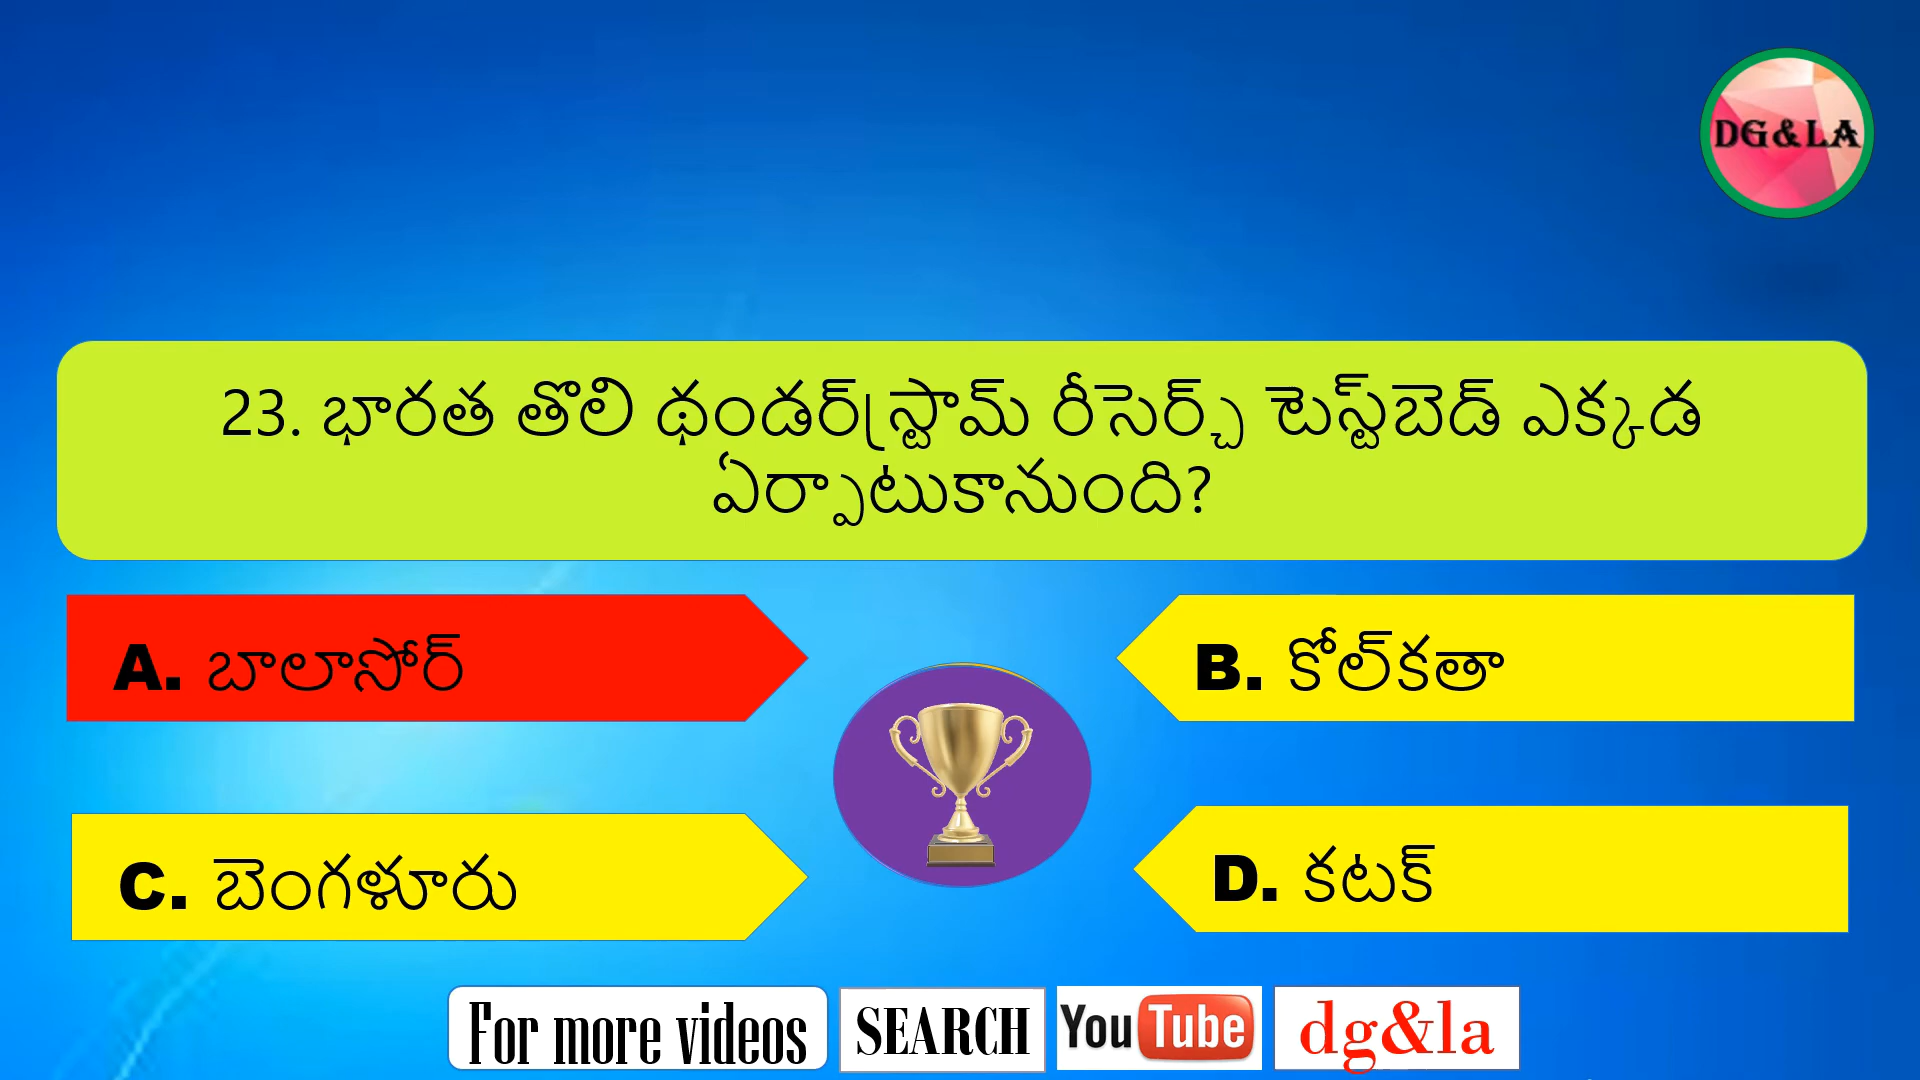 DG&LA
23. భారత తొలి థండర్‌స్ట్రామ్ రీసెర్చ్ టెస్ట్‌బెడ్ ఎక్కడ
ఏర్పాటుకానుంది?
A. బాలాసోర్
B. కోల్‌కతా
C. బెంగళూరు
D. కటక్
For more videos SEARCH YouTube dg&la